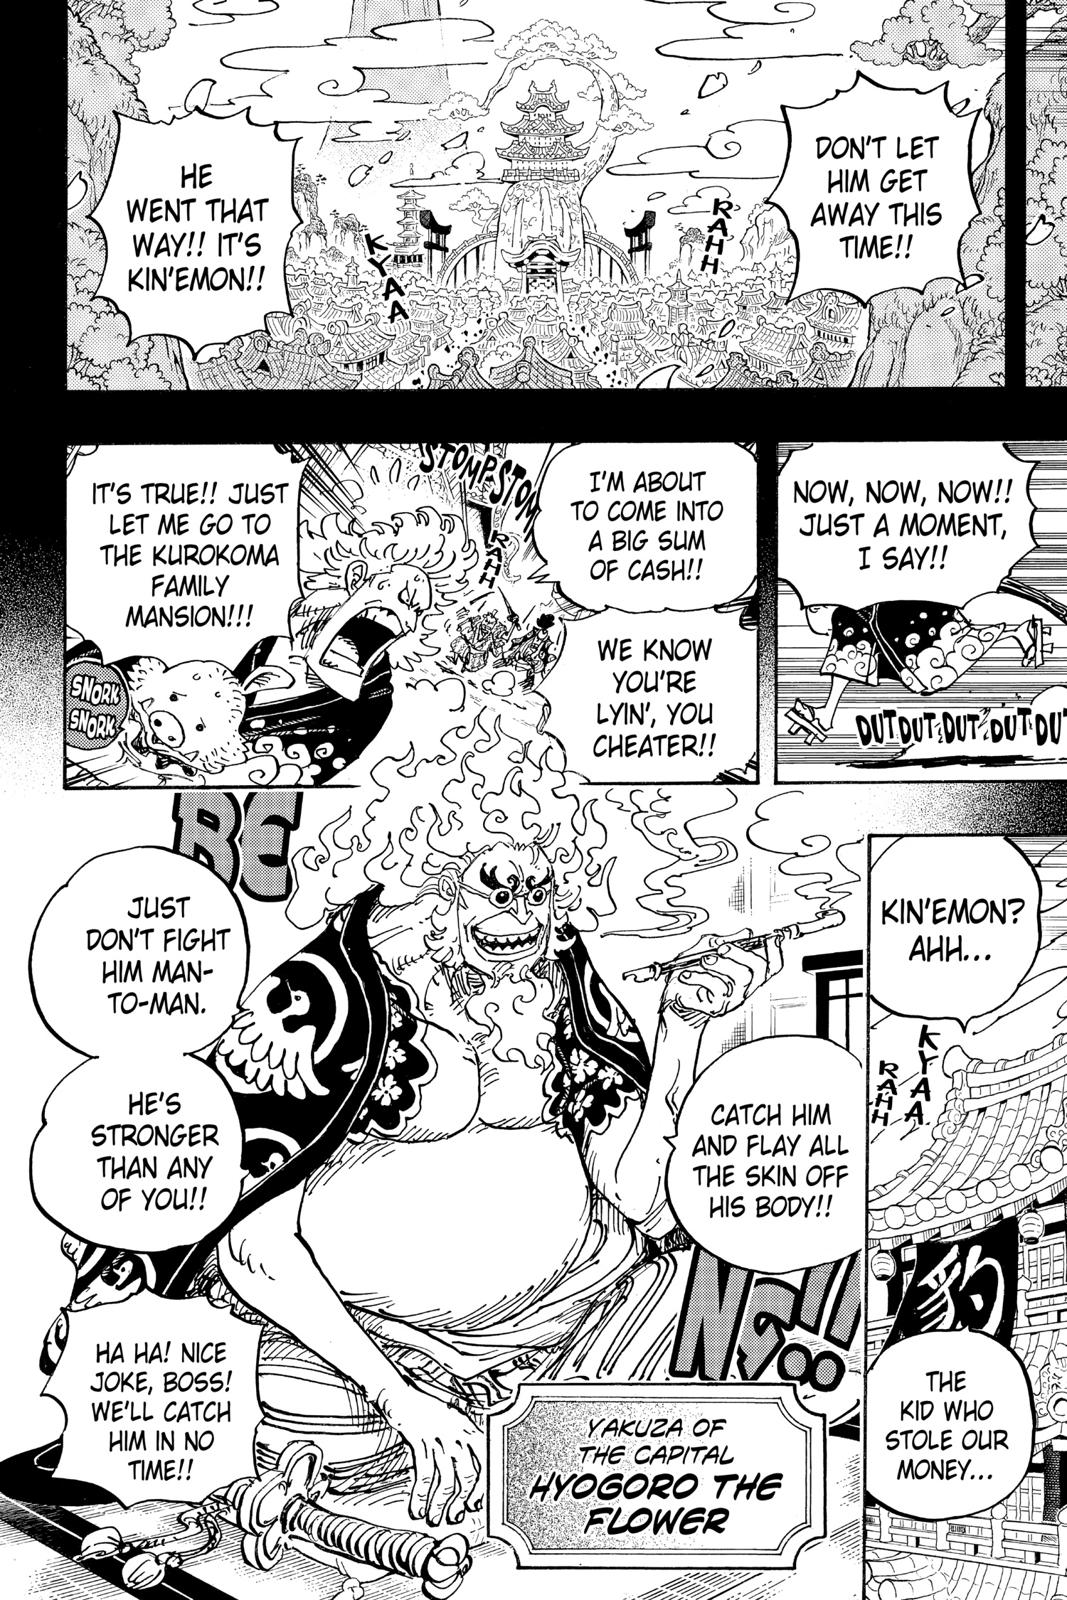 DON'T LET
HIM GET
AWAY THIS
TIME!!
RAHH
HE
WENT THAT
WAY!! IT'S
KIN'EMON!!
KYAA
NOW, NOW, NOW!!
JUST A MOMENT,
I SAY!!
DUT DUT DUT DUT DUT
I'M ABOUT
TO COME INTO
A BIG SUM
OF CASH!!
WE KNOW
YOU'RE
LYIN', YOU
CHEATER!!
STOMP STOMP
RAHH
IT'S TRUE!! JUST
LET ME GO TO
THE KUROKOMA
FAMILY
MANSION!!!
SNORK
SNORK
KIN'EMON?
AHH...
KYAA
RAHH
THE
KID WHO
STOLE OUR
MONEY...
CATCH HIM
AND FLAY ALL
THE SKIN OFF
HIS BODY!!
JUST
DON'T FIGHT
HIM MAN-
TO-MAN.
HE'S
STRONGER
THAN ANY
OF YOU!!
HA HA! NICE
JOKE, BOSS!
WE'LL CATCH
HIM IN NO
TIME!!
YAKUZA OF
THE CAPITAL
HYOGORO THE
FLOWER